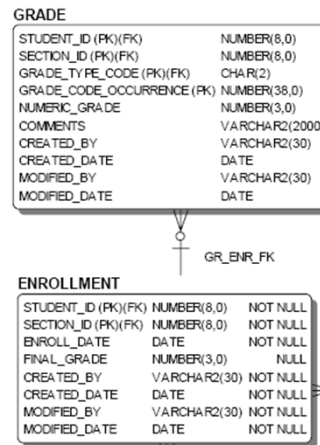 GRADE
STUDENT_ID (PK)(FK) NUMBER(8,0)
SECTION_ID (PK)(FK) NUMBER(8,0)
GRADE_TYPE_CODE (PK)(FK) CHAR(2)
GRADE_CODE_OCCURRENCE (PK) NUMBER(38,0)
NUMERIC_GRADE NUMBER(3,0)
COMMENTS VARCHAR2(2000
CREATED_BY VARCHAR2(30)
CREATED_DATE DATE
MODIFIED_BY VARCHAR2(30)
MODIFIED_DATE DATE
GR_ENR_FK
ENROLLMENT
STUDENT_ID (PK)(FK) NUMBER(8,0) NOT NULL
SECTION_ID (PK)(FK) NUMBER(8,0) NOT NULL
ENROLL_DATE DATE NOT NULL
FINAL_GRADE NUMBER(3,0) NULL
CREATED_BY VARCHAR2(30) NOT NULL
CREATED_DATE DATE NOT NULL
MODIFIED_BY VARCHAR2(30) NOT NULL
MODIFIED_DATE DATE NOT NULL